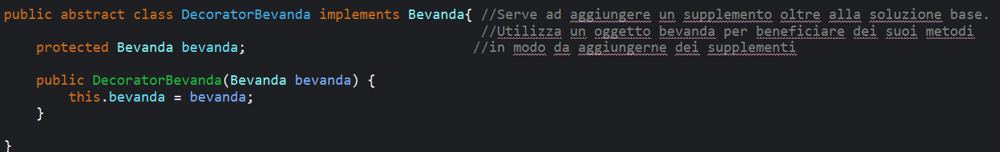 public abstract class DecoratorBevanda implements Bevanda{ //Serve ad aggiungere un supplemento oltre alla soluzione base.
//Utilizza un oggetto bevanda per beneficiare dei suoi metodi
protected Bevanda bevanda; //in modo da aggiungerne dei supplementi
public DecoratorBevanda(Bevanda bevanda) {
this.bevanda = bevanda;
}
}